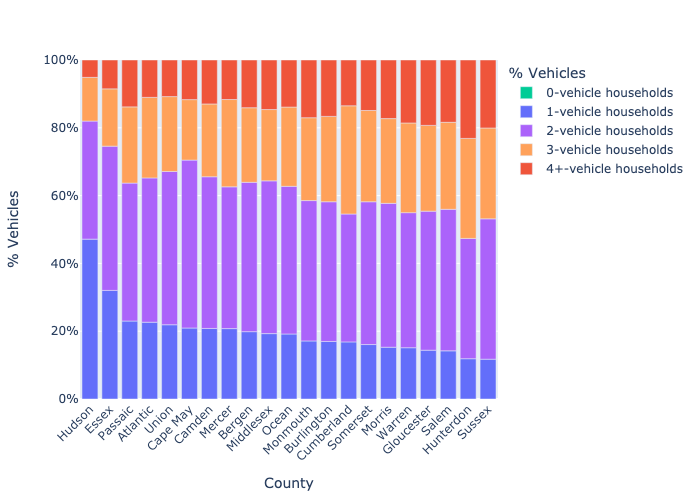 % Vehicles
0-vehicle households
1-vehicle households
2-vehicle households
3-vehicle households
4+-vehicle households
% Vehicles
100%
80%
60%
40%
20%
0%
Hudson
Essex
Passaic
Atlantic
Union
Cape May
Camden
Mercer
Bergen
Middlesex
Ocean
Monmouth
Burlington
Cumberland
Somerset
Morris
Warren
Gloucester
Salem
Hunterdon
Sussex
County